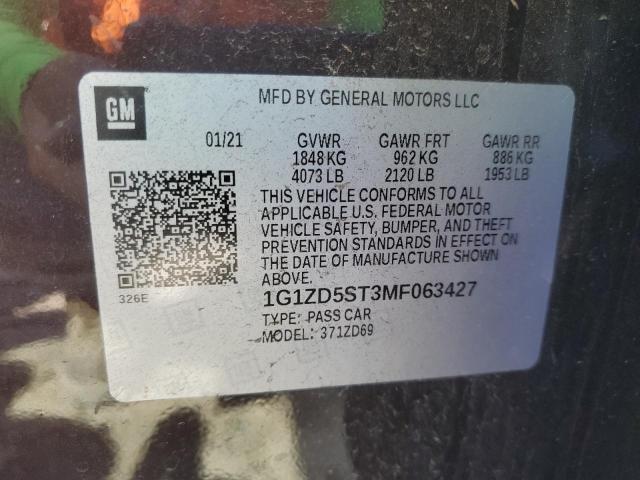 GM
MFD BY GENERAL MOTORS LLC
01/21 GVWR GAWR FRT GAWR RR
1848 KG 962 KG 886 KG
4073 LB 2120 LB 1953 LB
THIS VEHICLE CONFORMS TO ALL
APPLICABLE U.S. FEDERAL MOTOR
VEHICLE SAFETY, BUMPER, AND THEFT
PREVENTION STANDARDS IN EFFECT ON
THE DATE OF MANUFACTURE SHOWN
ABOVE.
326E
1G1ZD5ST3MF063427
TYPE: PASS CAR
MODEL: 371ZD69